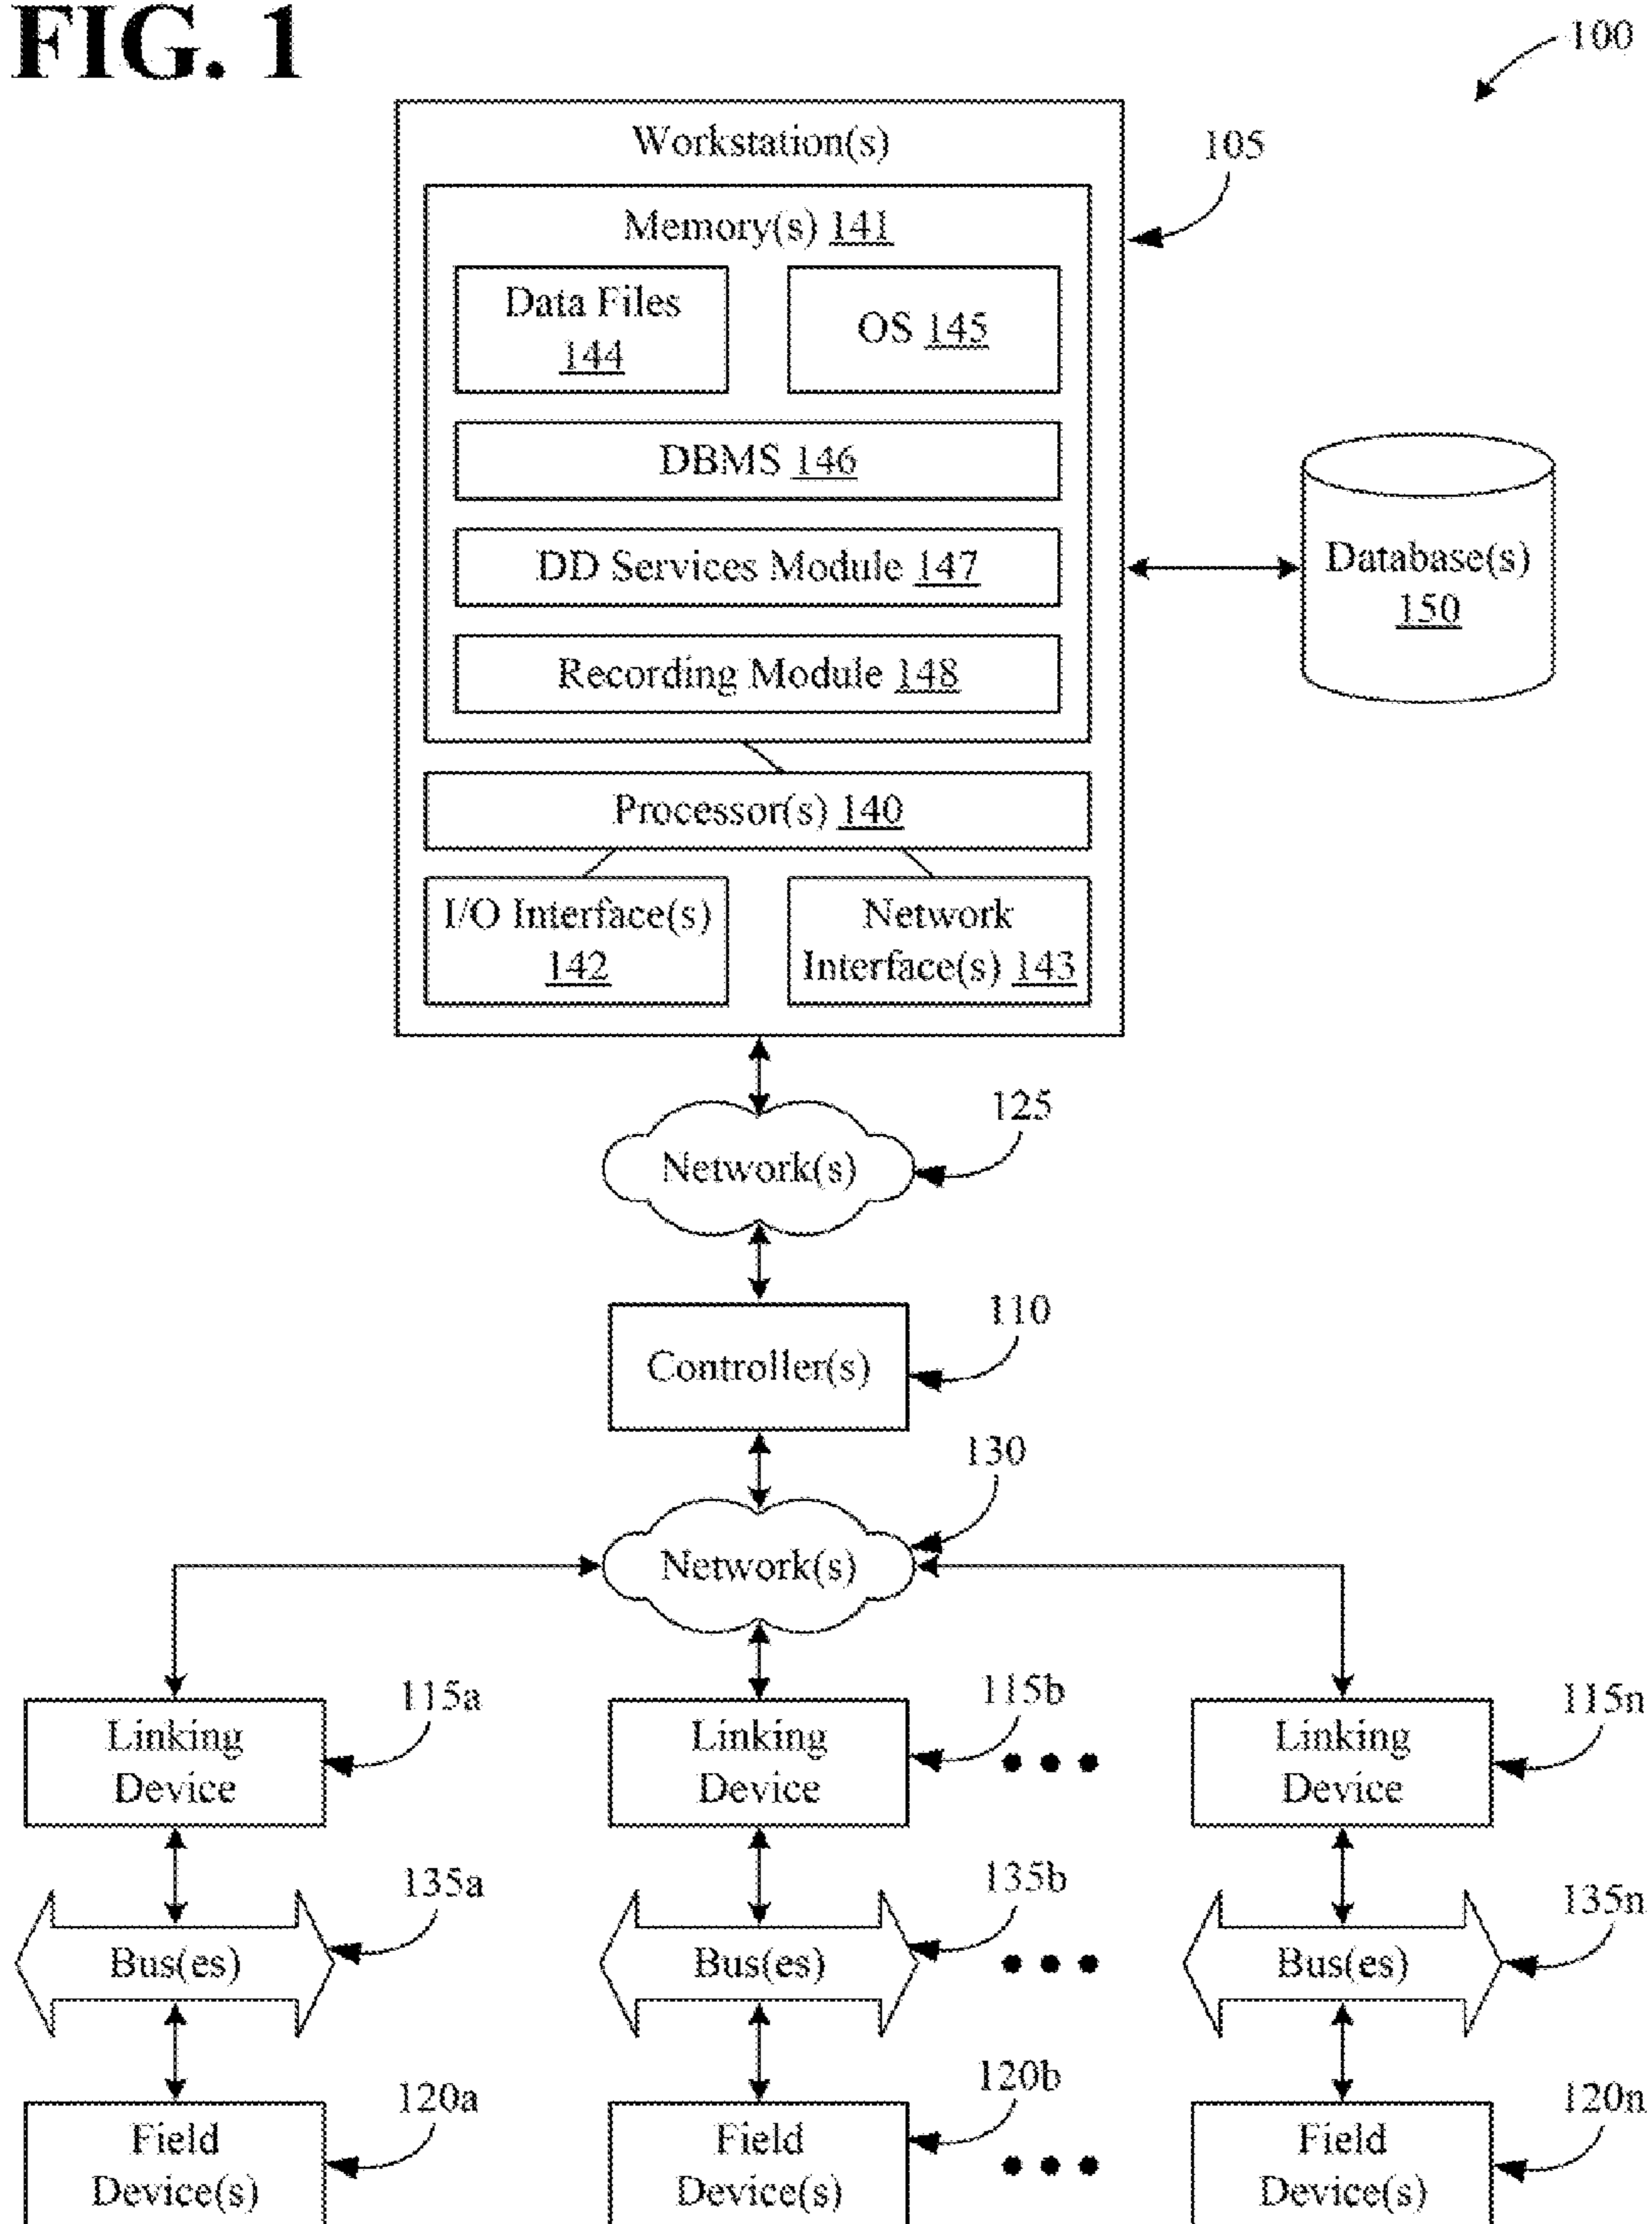 FIG. 1
100
Workstation(s)
105
Memory(s) 141
Data Files
144
OS 145
DBMS 146
DD Services Module 147
Recording Module 148
Database(s)
150
Processor(s) 140
I/O Interface(s)
142
Network
Interface(s) 143
125
Network(s)
110
Controller(s)
130
Network(s)
115a
Linking
Device
115b
Linking
Device
115n
Linking
Device
135a
Bus(es)
135b
Bus(es)
135n
Bus(es)
120a
Field
Device(s)
120b
Field
Device(s)
120n
Field
Device(s)